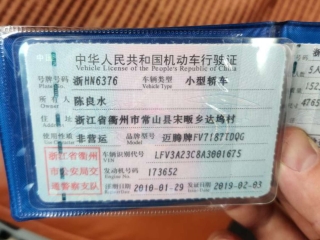 中华人民共和国机动车行驶证
Vehicle License of the People's Republic of China
号牌号码 浙HN6376 车辆类型 小型轿车
Vehicle Type
所有人 陈良水
住址 浙江省衢州市常山县宋畈乡达坞村
使用性质 非营运 品牌型号 迈腾牌FV7187TDQG
浙江省衢州 车辆识别代号 LFV3A23C8A3001675
VIN
市公安局交 发动机号码 173652
Engine No
通警察支队 注册日期 2010-01-29 发证日期 2019-02-03